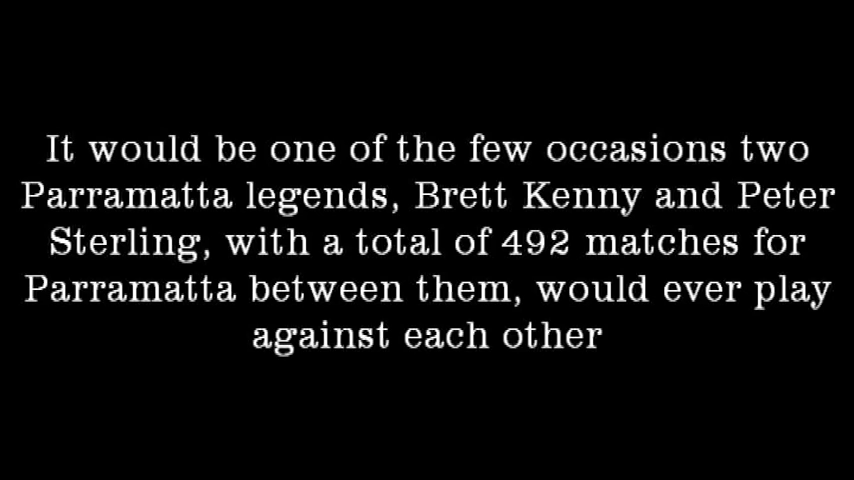 It would be one of the few occasions two
Parramatta legends, Brett Kenny and Peter
Sterling, with a total of 492 matches for
Parramatta between them, would ever play
against each other